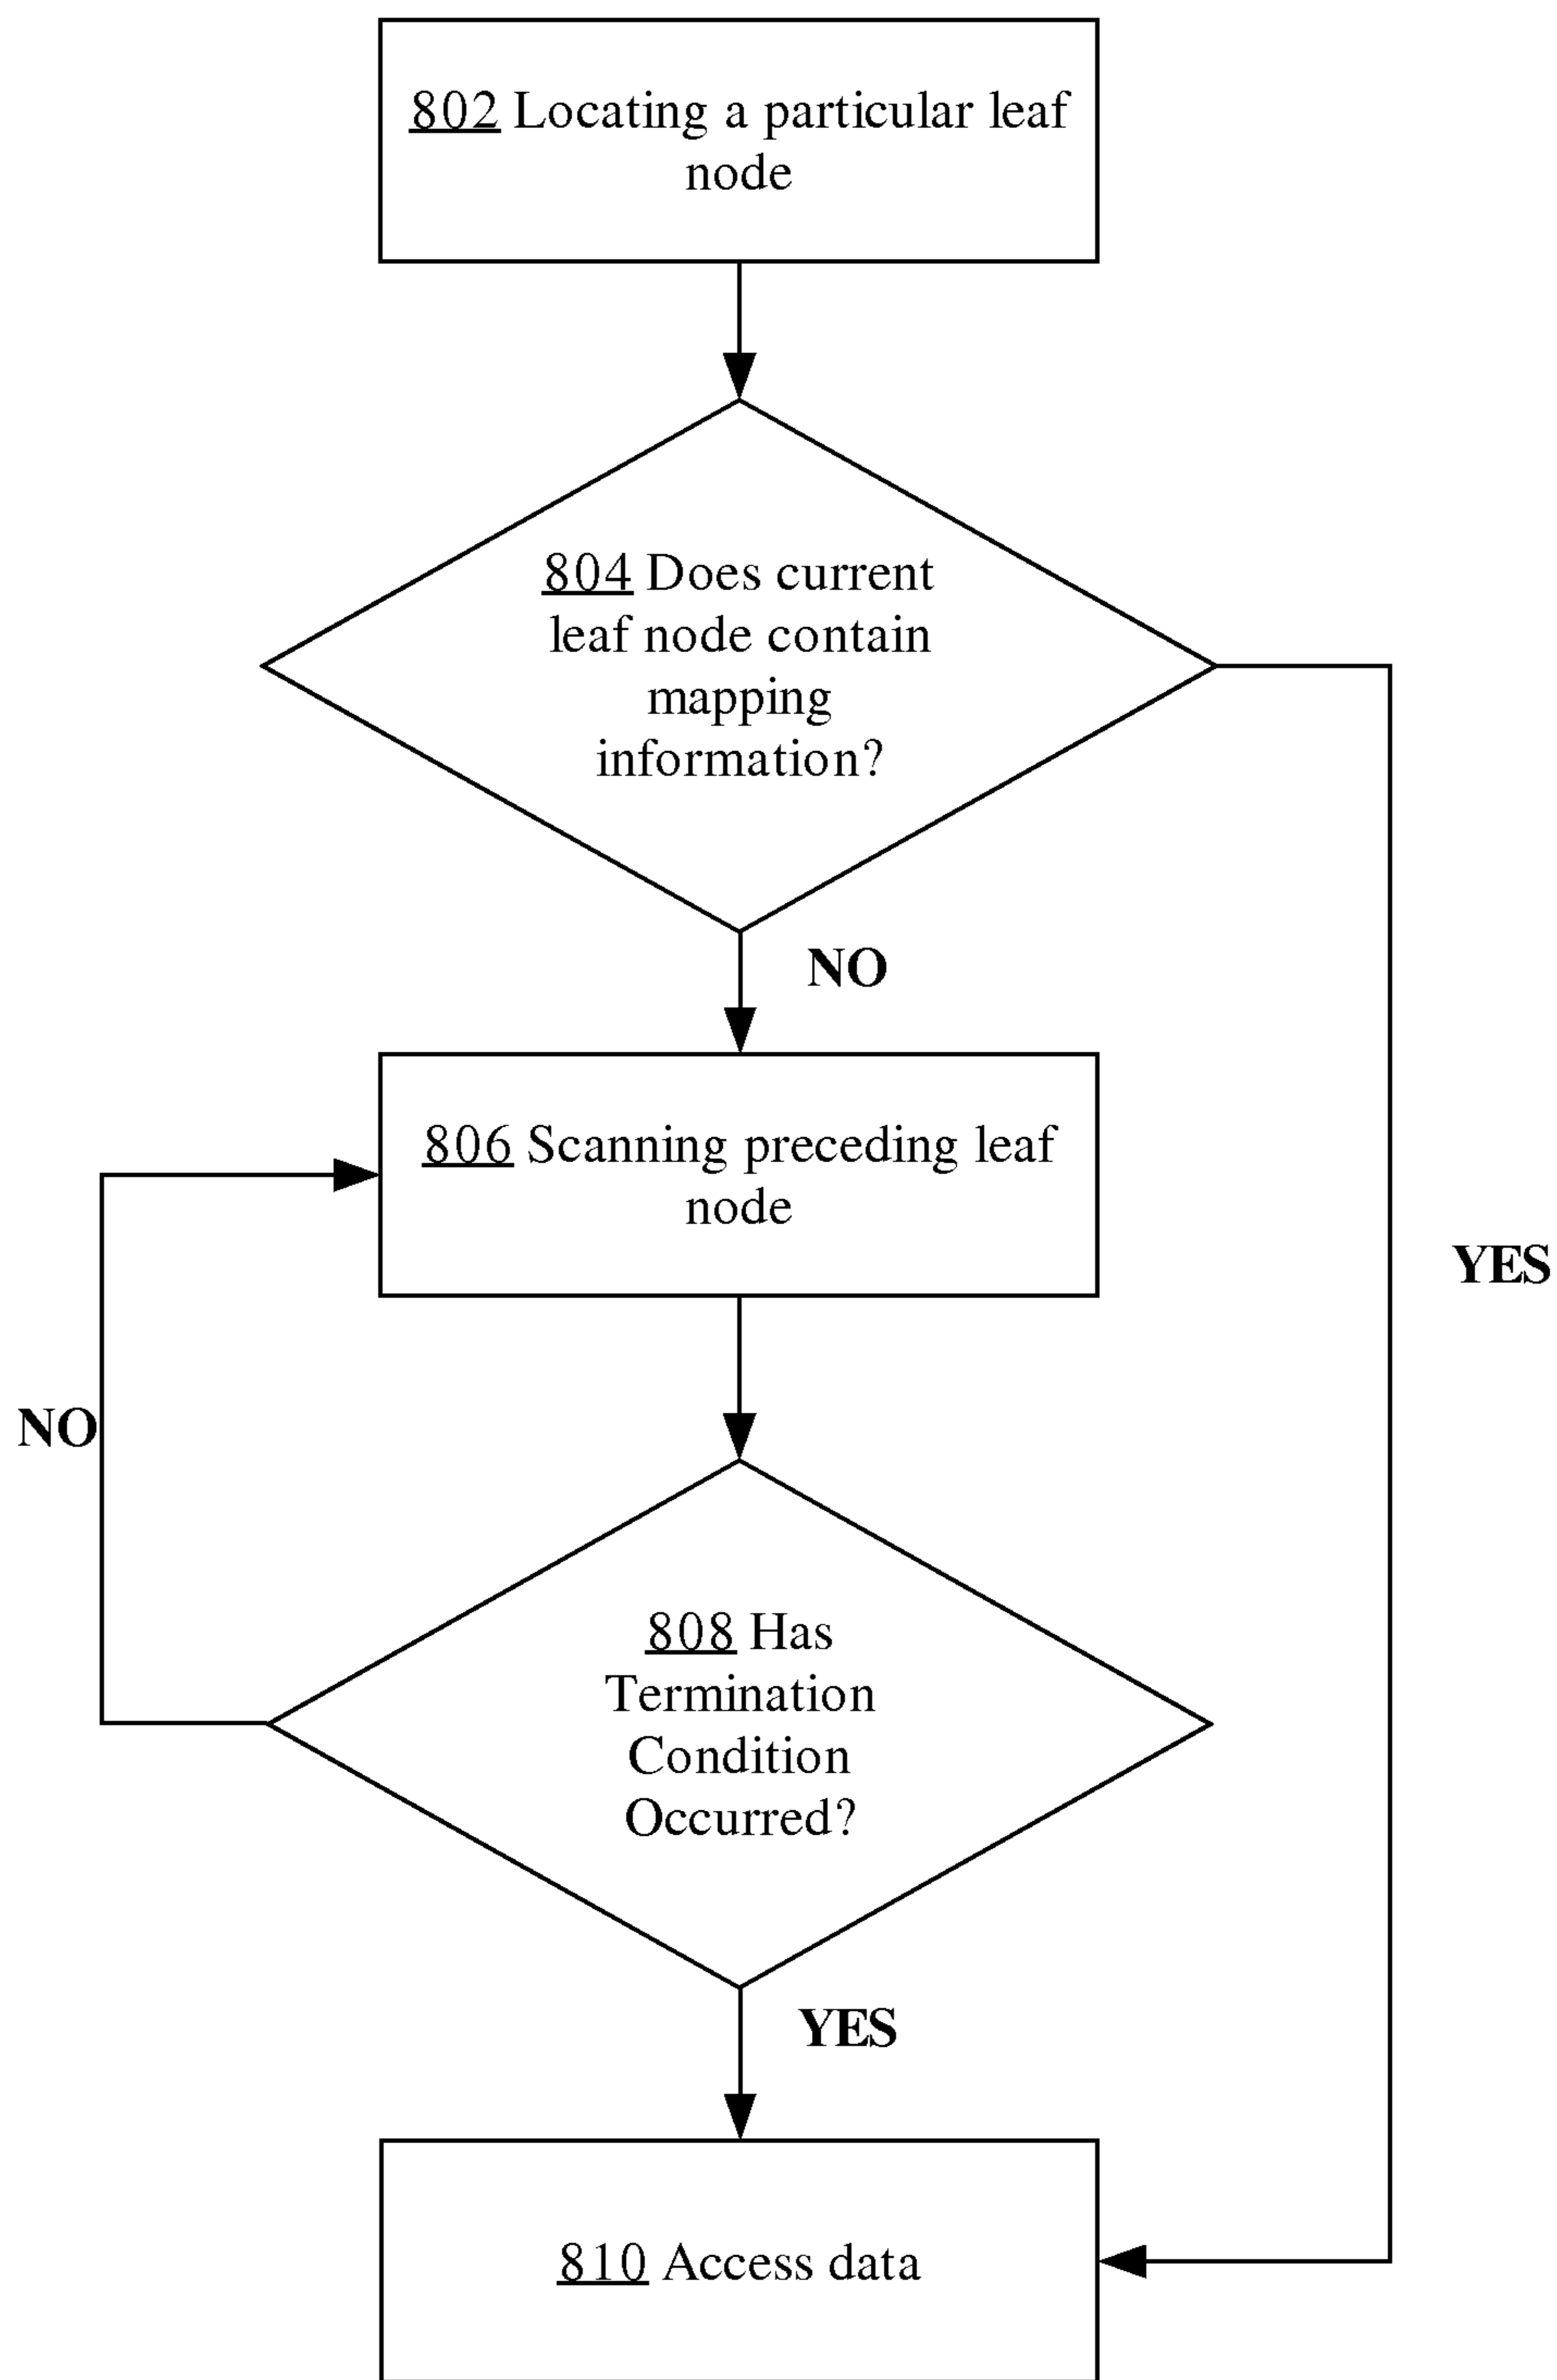 802 Locating a particular leaf
node
804 Does current
leaf node contain
mapping
information?
NO
806 Scanning preceding leaf
node
YES
NO
808 Has
Termination
Condition
Occurred?
YES
810 Access data